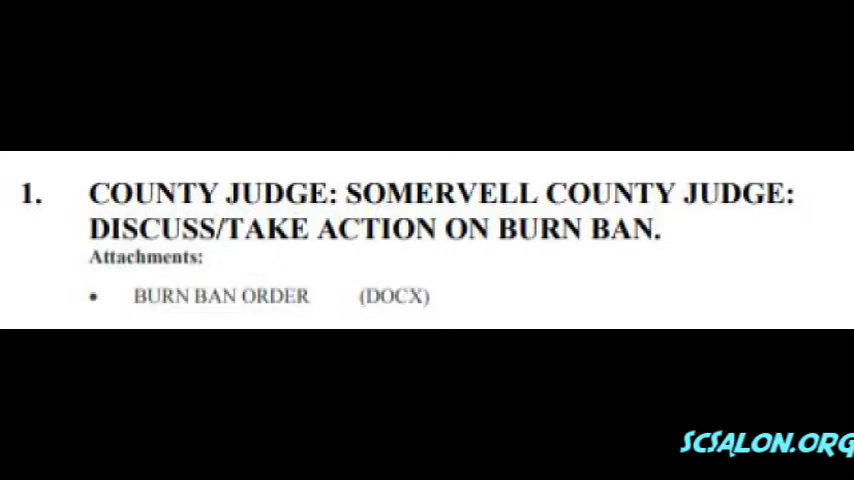 1. COUNTY JUDGE: SOMERVELL COUNTY JUDGE:
DISCUSS/TAKE ACTION ON BURN BAN.
Attachments:
• BURN BAN ORDER (DOCX)
SCSALON.ORG